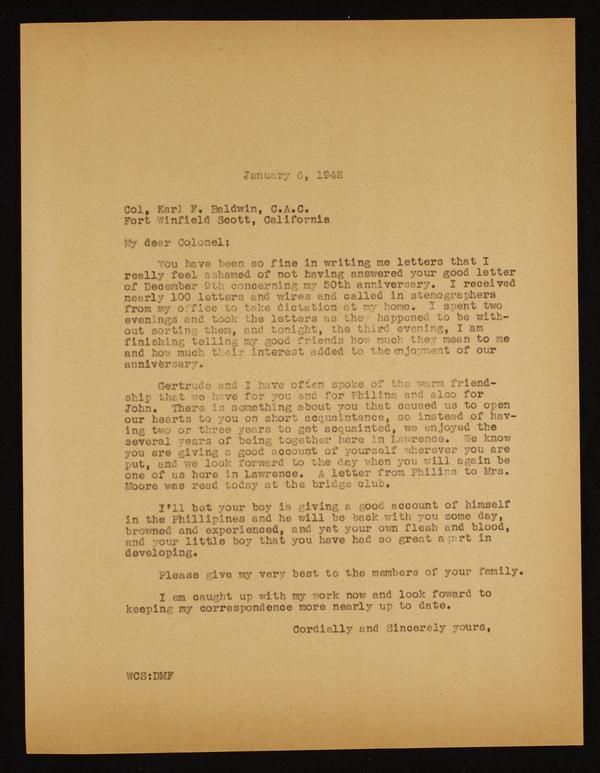 January 6, 1942
Col, Karl F. Baldwin, C.A.C.
Fort Winfield Scott, California
My dear Colonel:
You have been so fine in writing me letters that I
really feel ashamed of not having answered your good letter
of December 9th concerning my 50th anniversary. I received
nearly 100 letters and wires and called in stenographers
from my office to take dictation at my home. I spent two
evenings and took the letters as they happened to be with-
out sorting them, and tonight, the third evening, I am
finishing telling my good friends how much they mean to me
and how much their interest added to the enjoyment of our
anniversary.
Gertrude and I have often spoke of the warm friend-
ship that we have for you and for Philina and also for
John. There is something about you that caused us to open
our hearts to you on short acquaintance, so instead of hav-
ing two or three years to get acquainted, we enjoyed the
several years of being together here in Lawrence. We know
you are giving a good account of yourself wherever you are
put, and we look forward to the day when you will again be
one of us here in Lawrence. A letter from Philina to Mrs.
Moore was read today at the bridge club.
I'll bet your boy is giving a good account of himself
in the Phillipines and he will be back with you some day,
browned and experienced, and yet your own flesh and blood,
and your little boy that you have had so great a part in
developing.
Please give my very best to the members of your family.
I am caught up with my work now and look foward to
keeping my correspondence more nearly up to date.
Cordially and Sincerely yours,
WCS:DMF